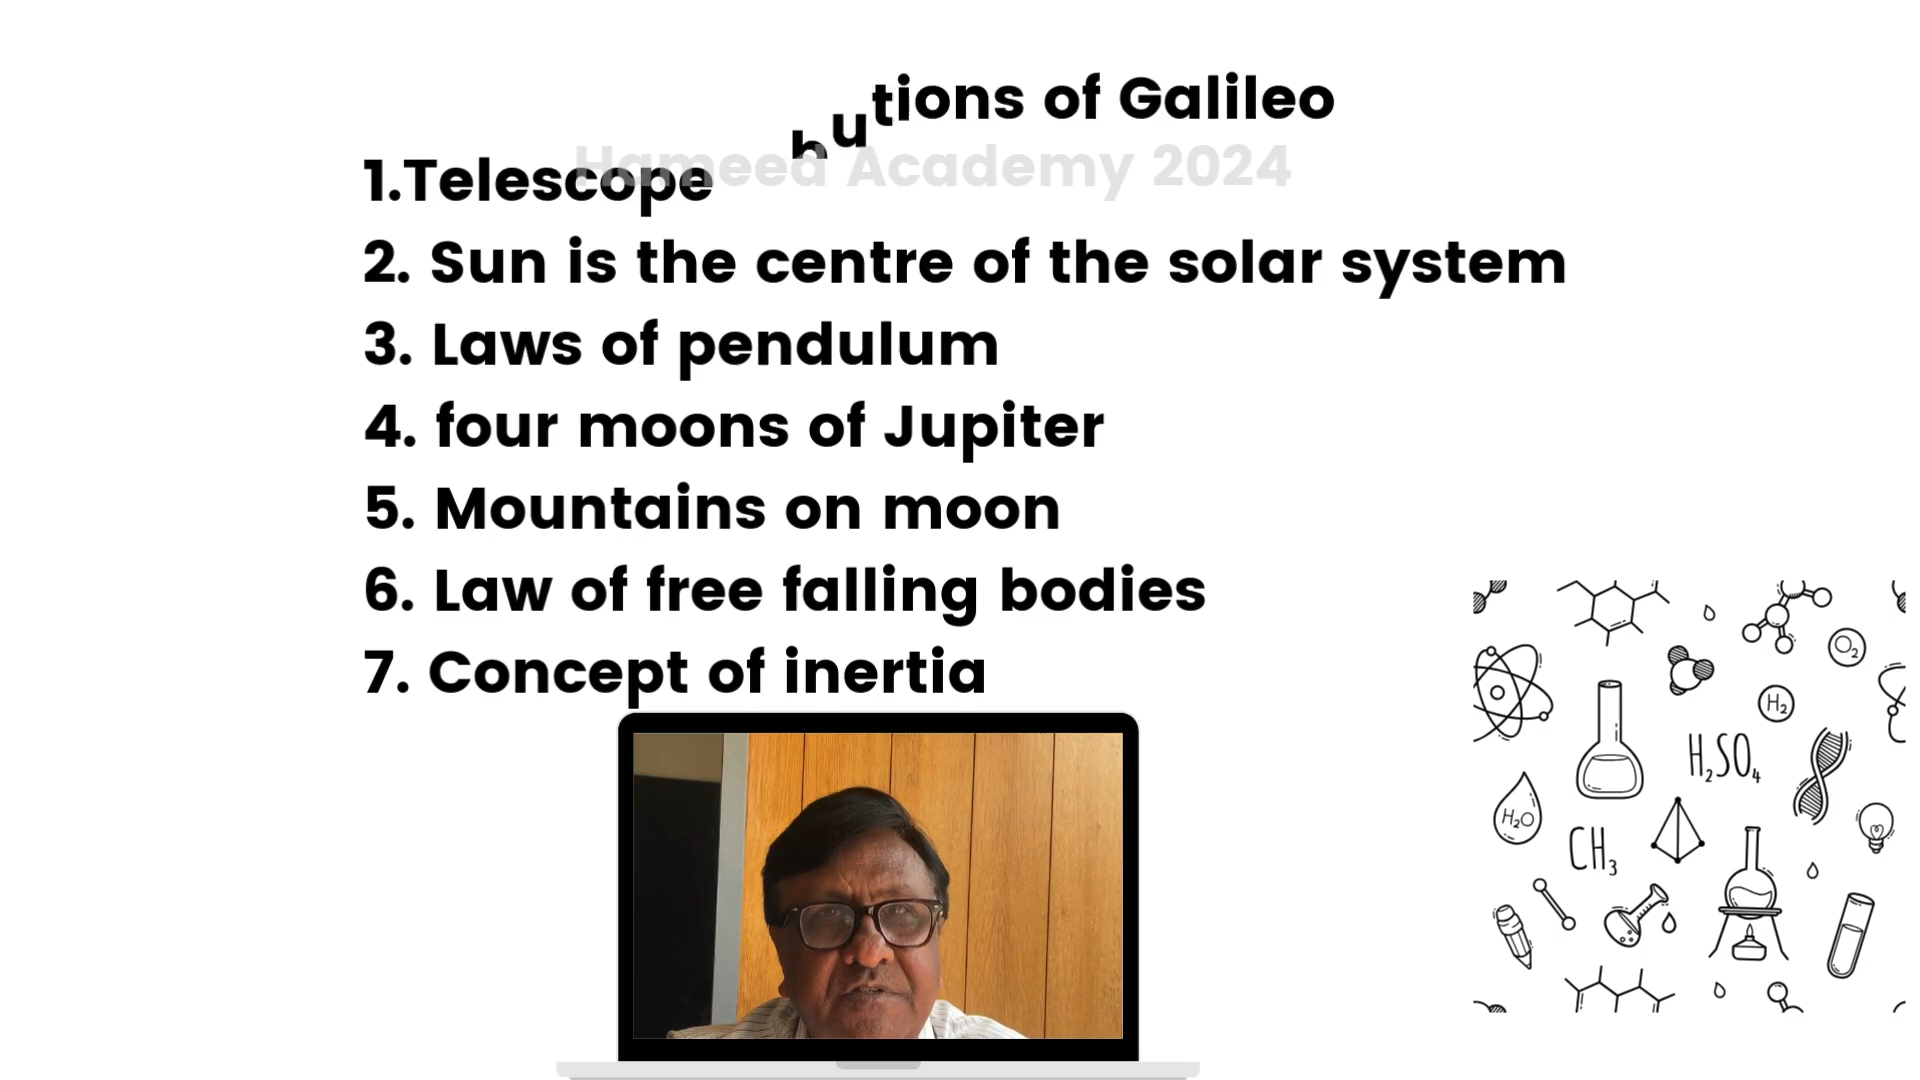 butions of Galileo
Hameed Academy 2024
1.Telescope
2. Sun is the centre of the solar system
3. Laws of pendulum
4. four moons of Jupiter
5. Mountains on moon
6. Law of free falling bodies
7. Concept of inertia
O2
H2
H2SO4
H2O
CH3